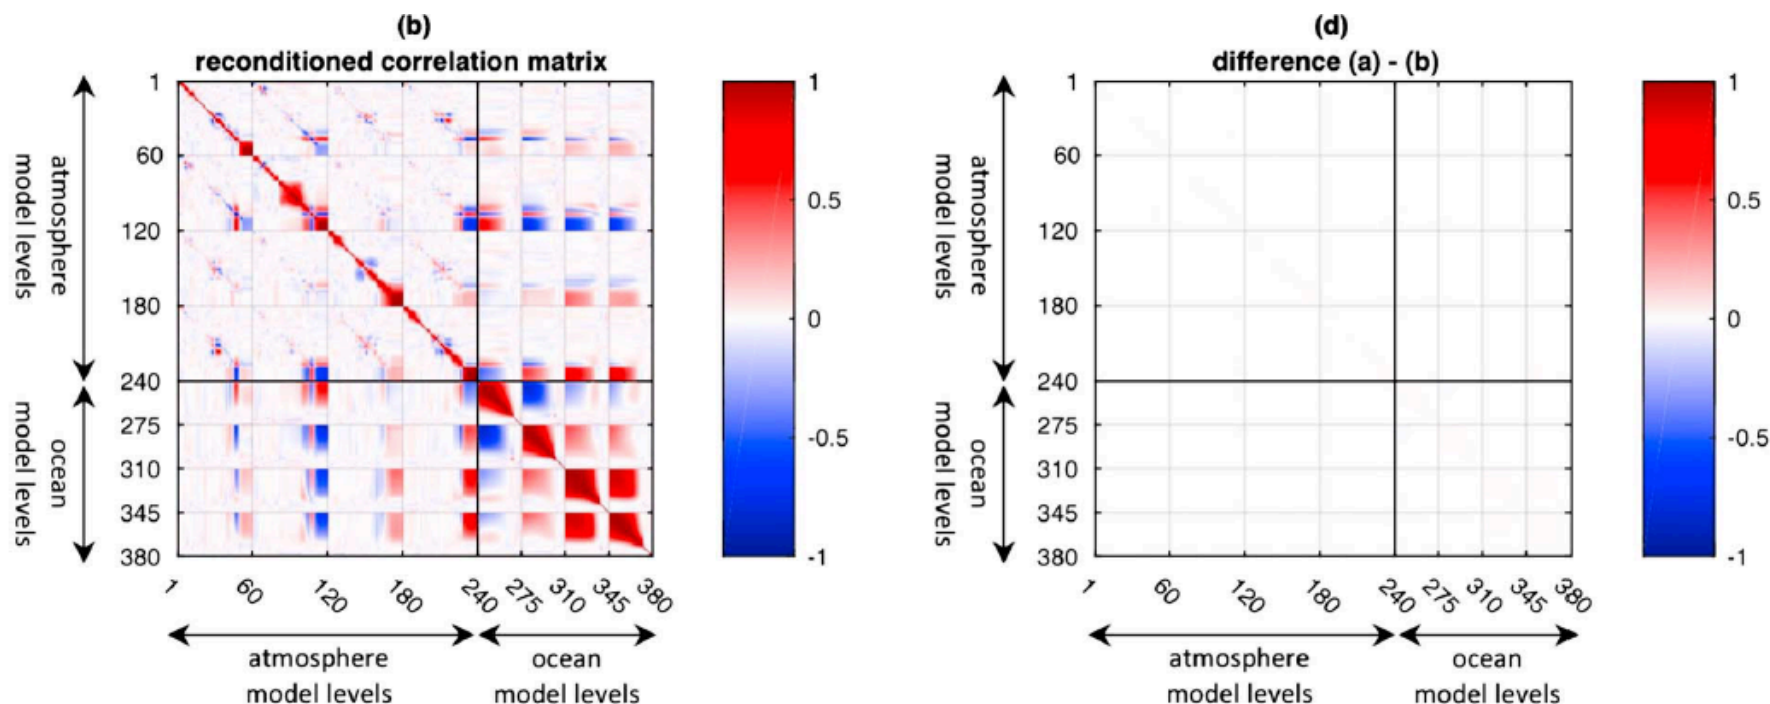 (b)
reconditioned correlation matrix
1
60
120
180
240
275
310
345
380
atmosphere
model levels
ocean
model levels
1
60
120
180
240
275
310
345
380
atmosphere
model levels
ocean
model levels
1
0.5
0
-0.5
-1
(d)
difference (a) - (b)
1
60
120
180
240
275
310
345
380
atmosphere
model levels
ocean
model levels
1
60
120
180
240
275
310
345
380
atmosphere
model levels
ocean
model levels
1
0.5
0
-0.5
-1